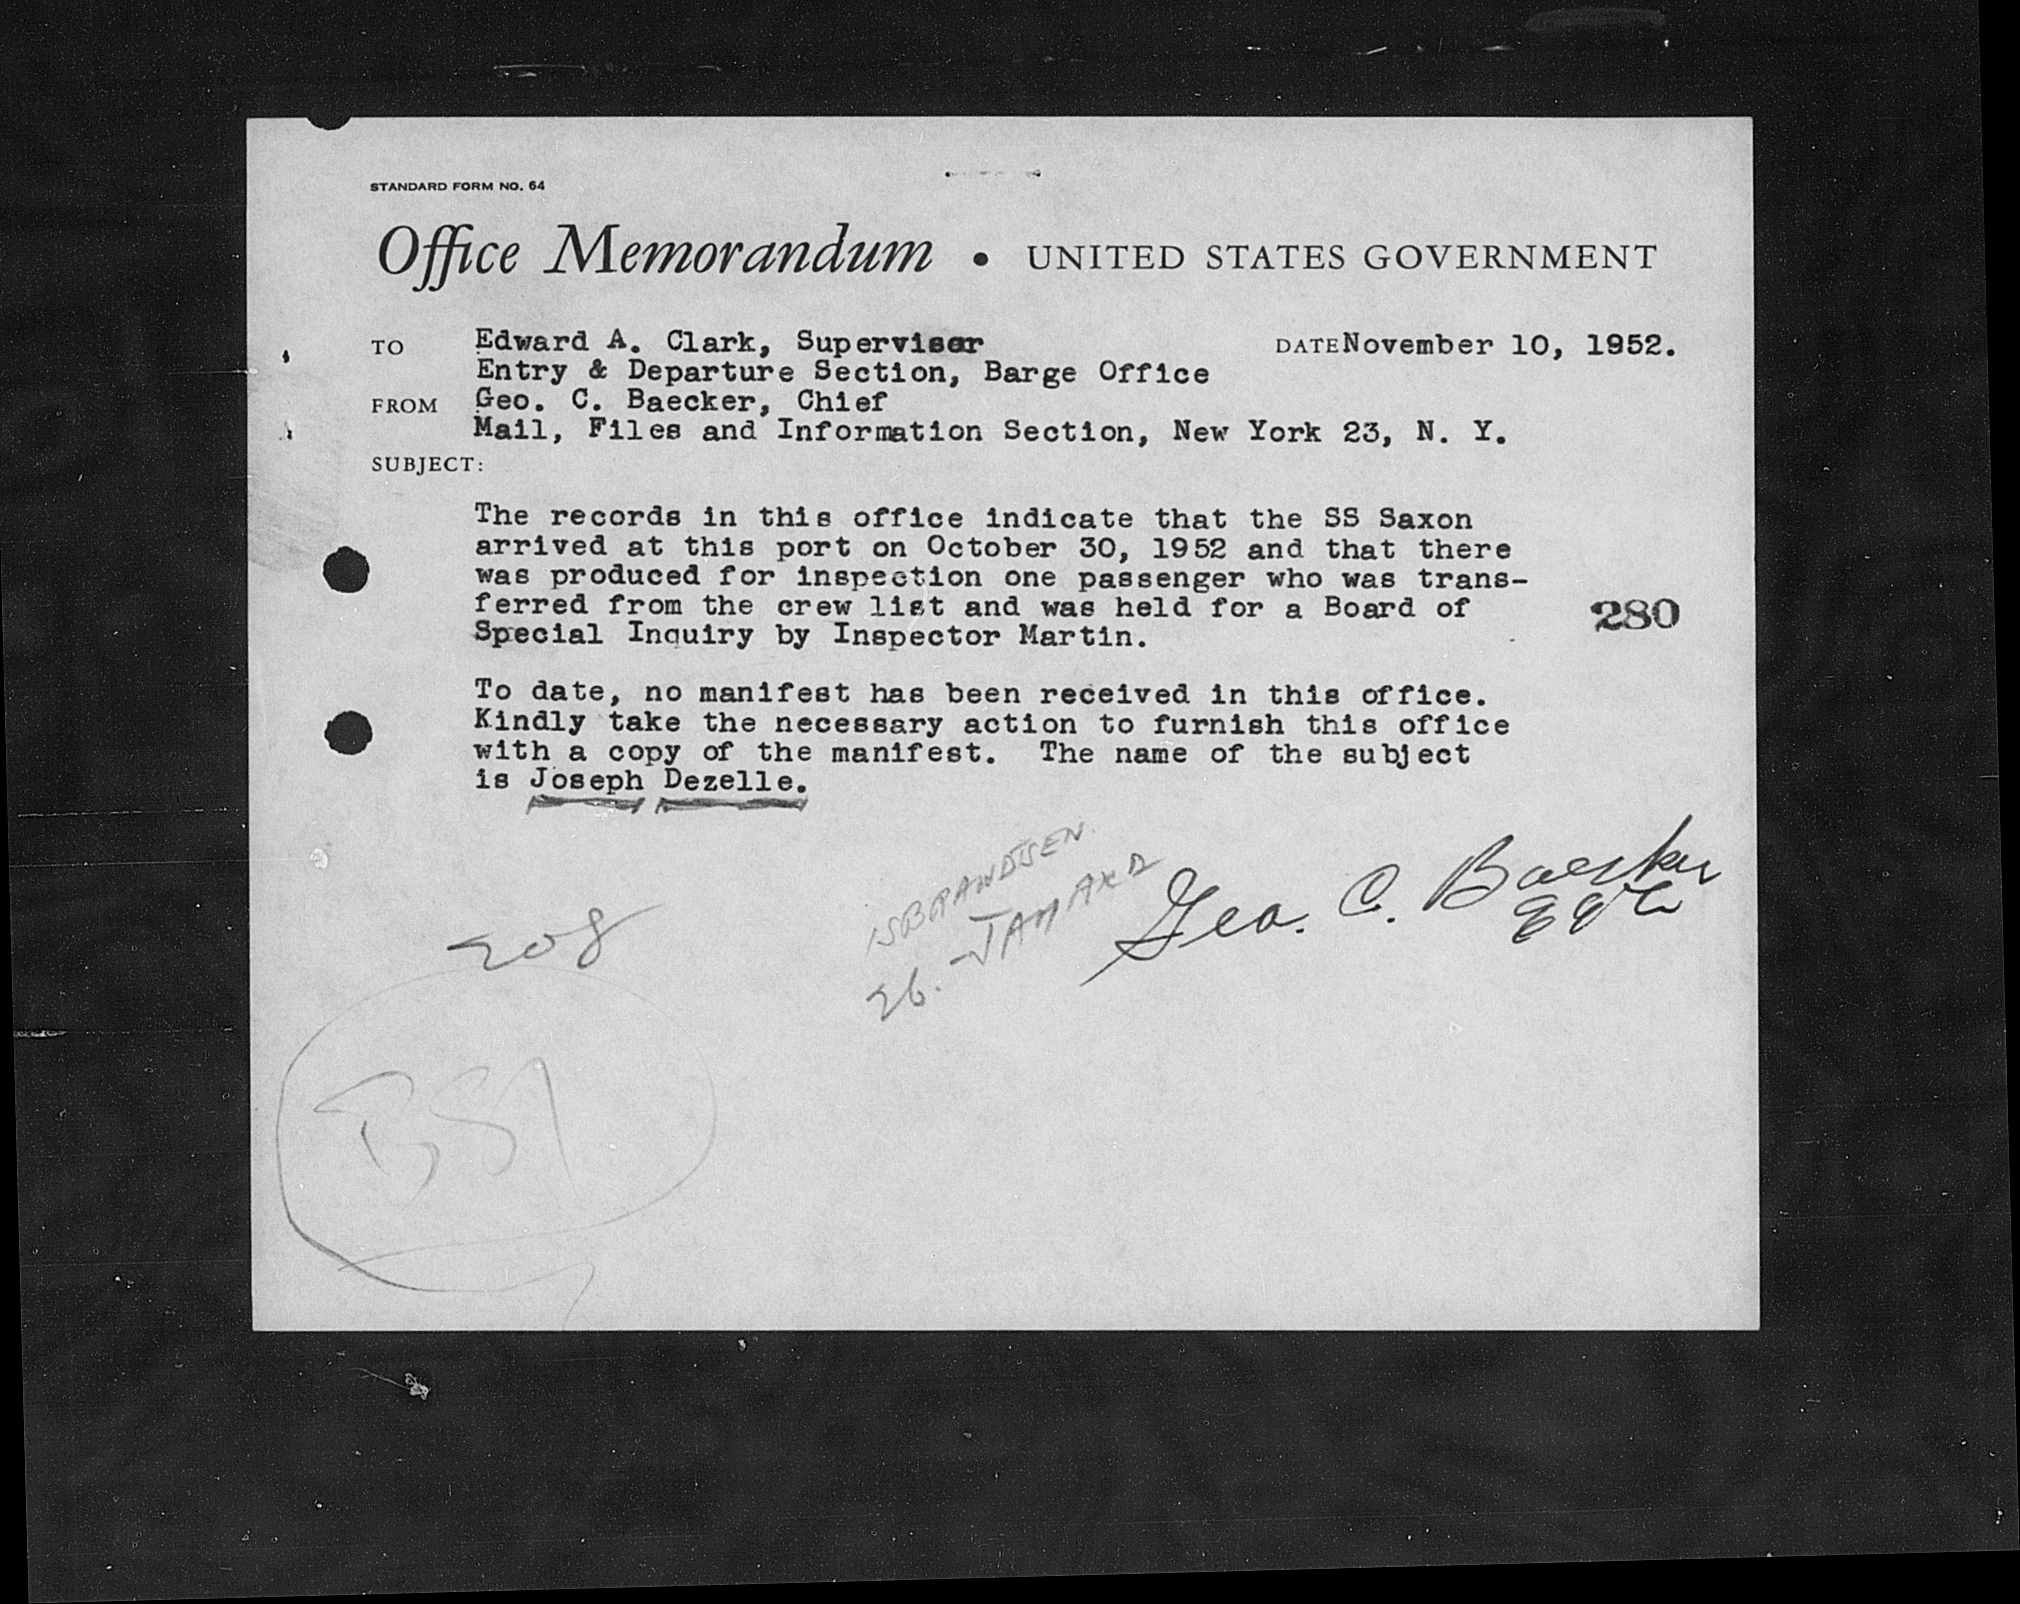 STANDARD FORM NO. 64
Office Memorandum • UNITED STATES GOVERNMENT
TO Edward A. Clark, Supervisor DATE November 10, 1952.
Entry & Departure Section, Barge Office
FROM Geo. C. Baecker, Chief
Mail, Files and Information Section, New York 23, N. Y.
SUBJECT:
The records in this office indicate that the SS Saxon
arrived at this port on October 30, 1952 and that there
was produced for inspection one passenger who was trans-
ferred from the crew list and was held for a Board of
Special Inquiry by Inspector Martin.
280
To date, no manifest has been received in this office.
Kindly take the necessary action to furnish this office
with a copy of the manifest. The name of the subject
is Joseph Dezelle.
ISBRANDTSEN
26.
Geo. C. Baecker
208
BSI